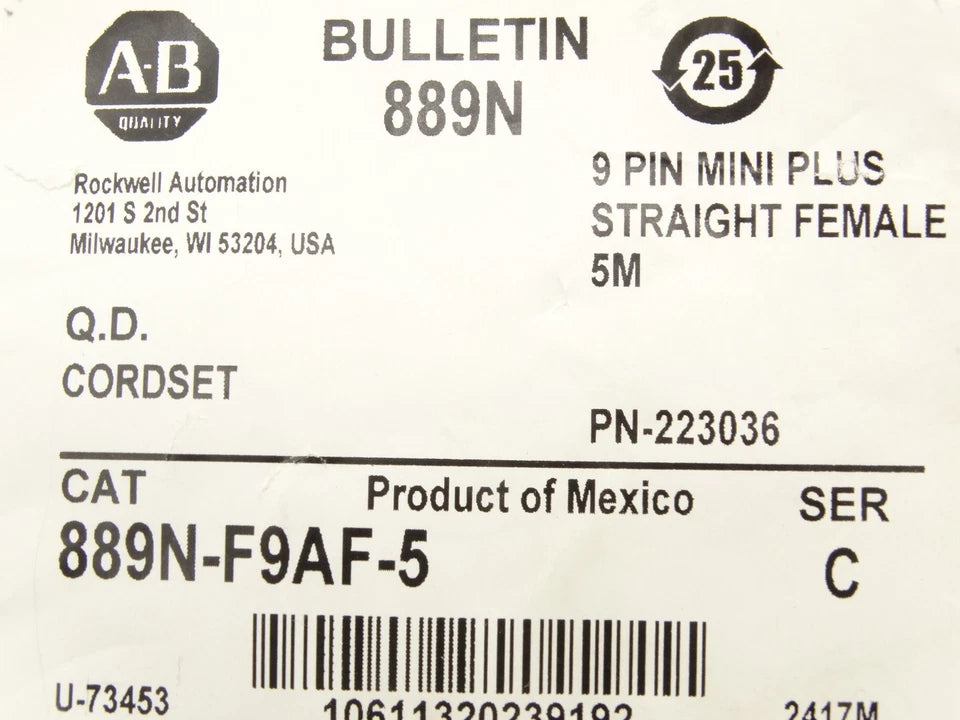 A-B
QUALITY
BULLETIN
889N
25
Rockwell Automation
1201 S 2nd St
Milwaukee, WI 53204, USA
9 PIN MINI PLUS
STRAIGHT FEMALE
5M
Q.D.
CORDSET
PN-223036
CAT
Product of Mexico
SER
889N-F9AF-5
C
U-73453
10611320239192
2417M